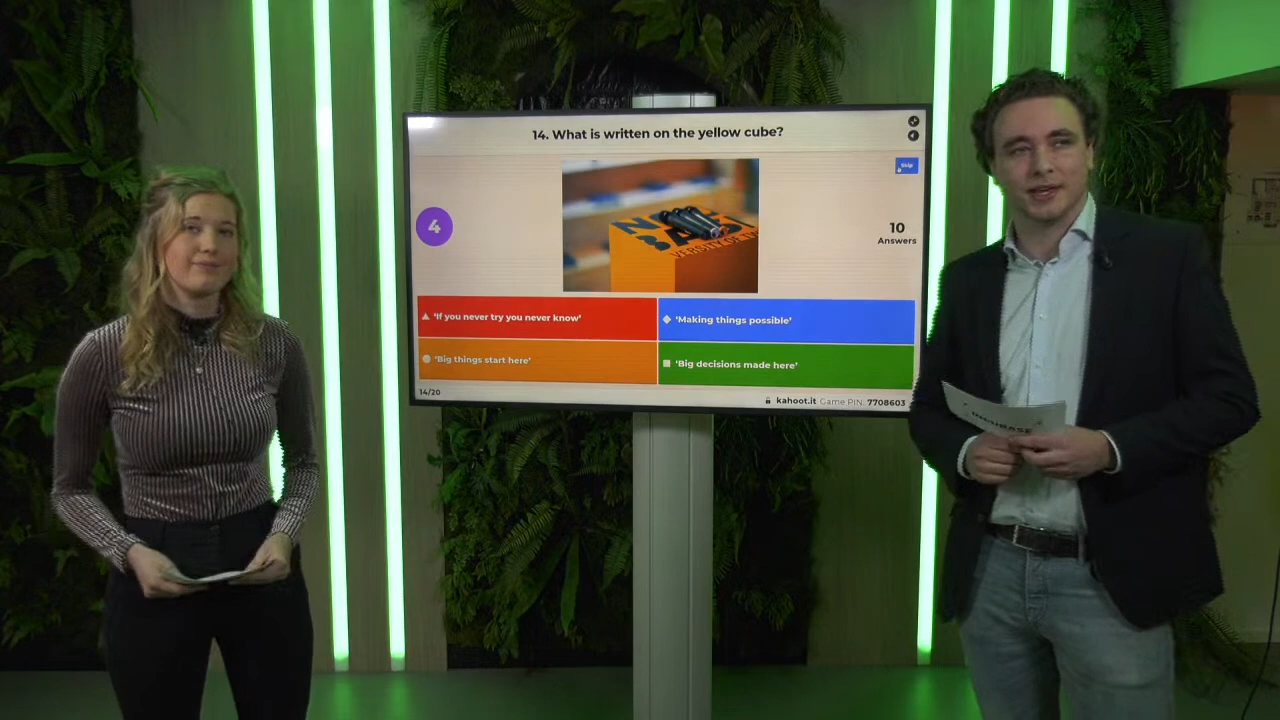 14. What is written on the yellow cube?
Skip
4
10
Answers
'If you never try you never know'
'Making things possible'
'Big things start here'
'Big decisions made here'
14/20
kahoot.it Game PIN: 7708603